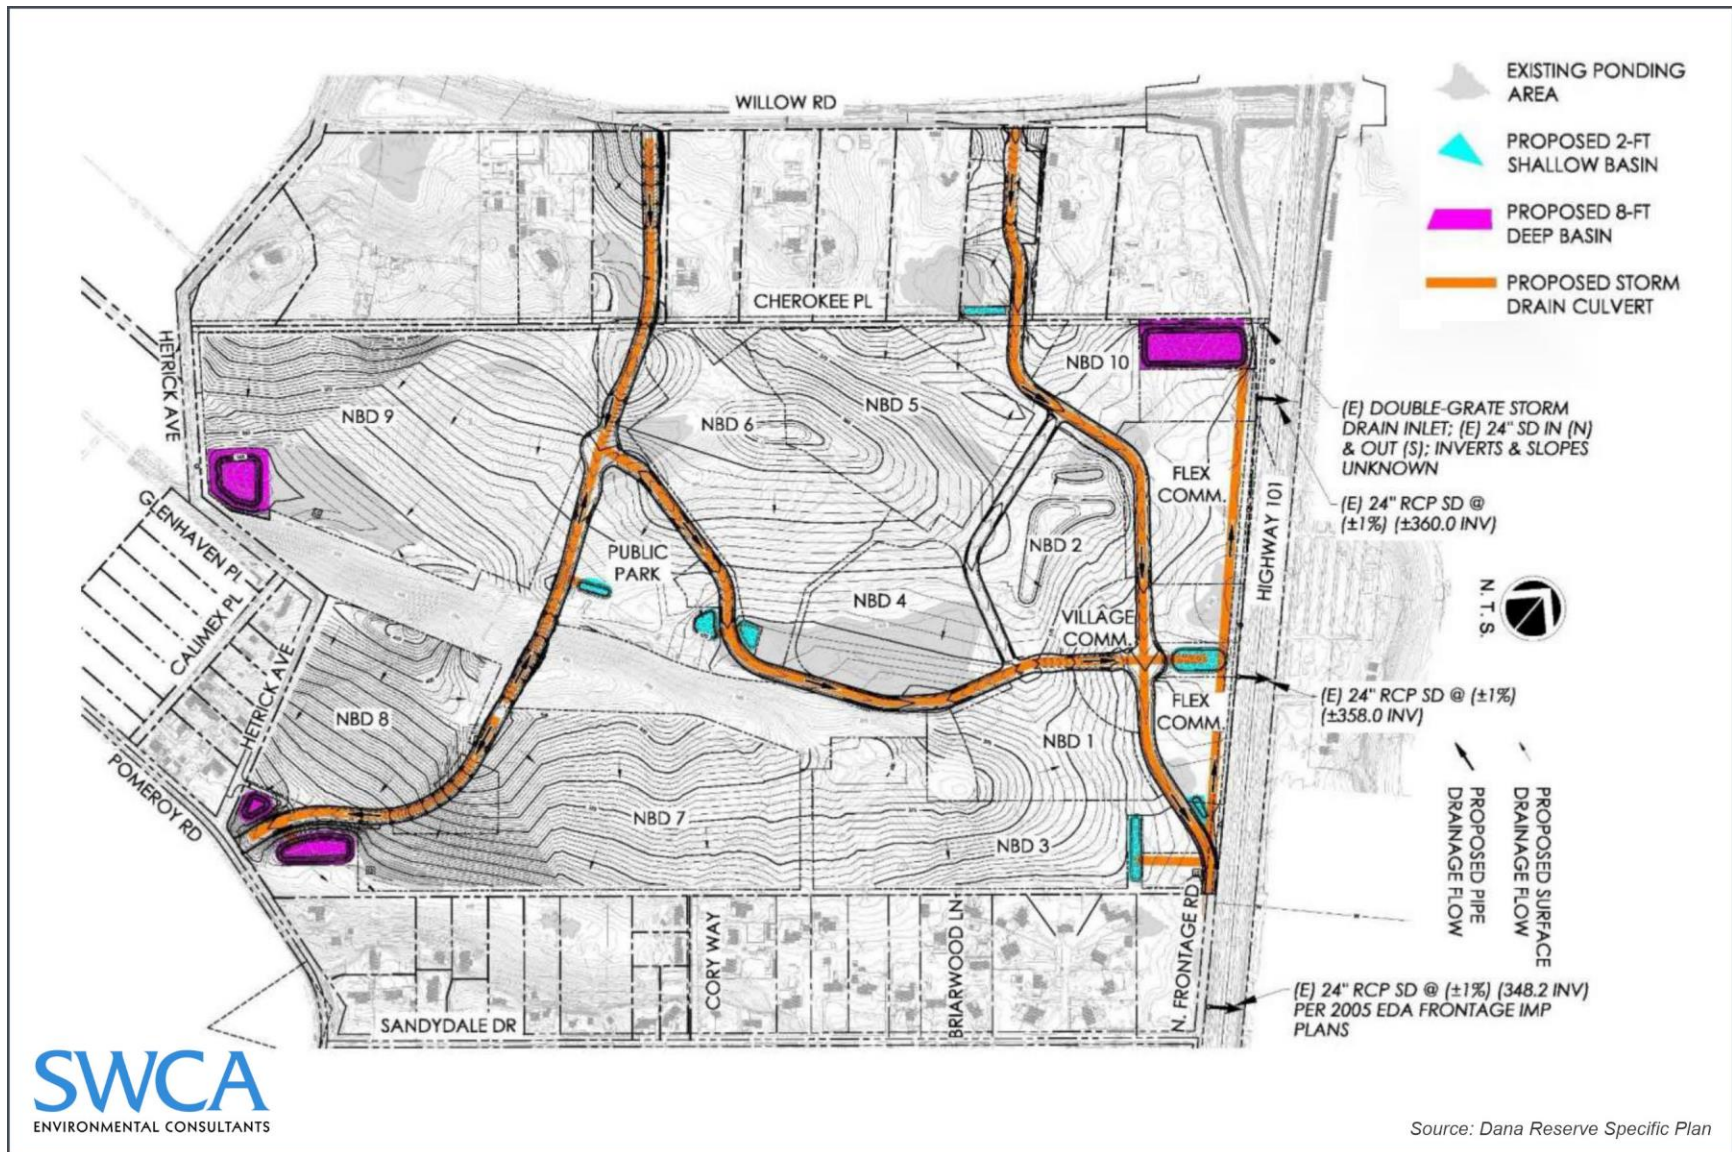 WILLOW RD
EXISTING PONDING
AREA
PROPOSED 2-FT
SHALLOW BASIN
PROPOSED 8-FT
DEEP BASIN
PROPOSED STORM
DRAIN CULVERT
CHEROKEE PL
HETRICK AVE
NBD 10
NBD 9
NBD 6
NBD 5
(E) DOUBLE-GRATE STORM
DRAIN INLET; (E) 24" SD IN (N)
& OUT (S); INVERTS & SLOPES
UNKNOWN
FLEX
COMM.
(E) 24" RCP SD @
(±1%) (±360.0 INV)
HIGHWAY 101
GLENHAVEN PL
CALIMEX PL
PUBLIC
PARK
NBD 2
NBD 4
VILLAGE
COMM.
N. T. S.
HETRICK AVE
NBD 8
NBD 1
FLEX
COMM.
(E) 24" RCP SD @ (±1%)
(±358.0 INV)
POMEROY RD
NBD 7
NBD 3
PROPOSED PIPE
DRAINAGE FLOW
PROPOSED SURFACE
DRAINAGE FLOW
CORY WAY
BRIARWOOD LN
N. FRONTAGE RD
SANDYDALE DR
(E) 24" RCP SD @ (±1%) (348.2 INV)
PER 2005 EDA FRONTAGE IMP
PLANS
SWCA
ENVIRONMENTAL CONSULTANTS
Source: Dana Reserve Specific Plan